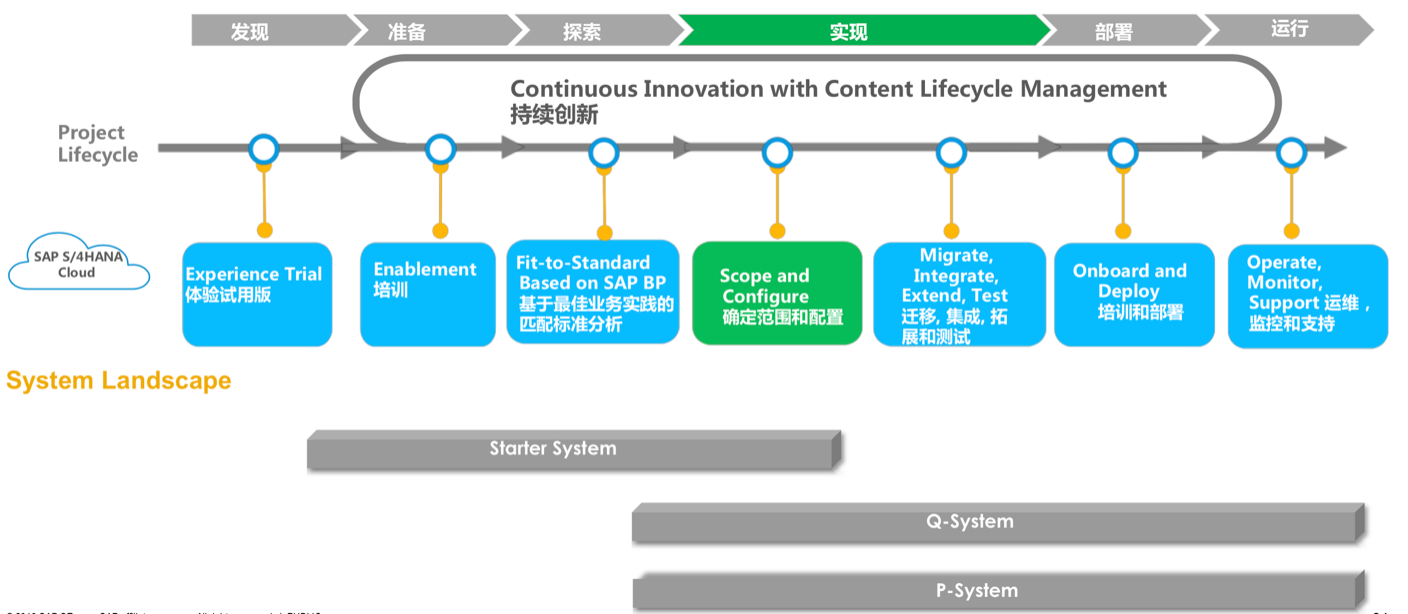 发现
准备
探索
实现
部署
运行
Continuous Innovation with Content Lifecycle Management
持续创新
Project
Lifecycle
SAP S/4HANA
Cloud
Experience Trial
体验试用版
Enablement
培训
Fit-to-Standard
Based on SAP BP
基于最佳业务实践的
匹配标准分析
Scope and
Configure
确定范围和配置
Migrate,
Integrate,
Extend, Test
迁移, 集成, 拓
展和测试
Onboard and
Deploy
培训和部署
Operate,
Monitor,
Support 运维，
监控和支持
System Landscape
Starter System
Q-System
P-System